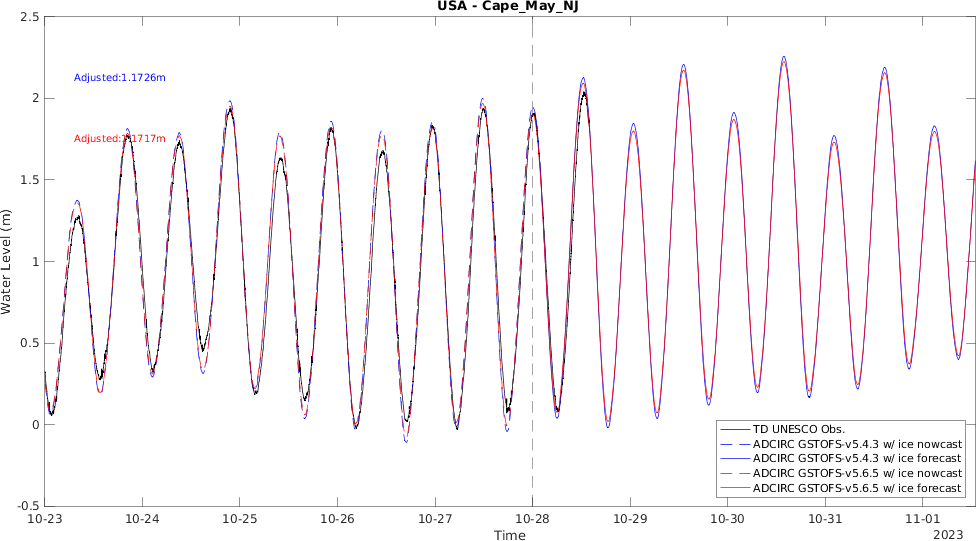 USA - Cape_May_NJ
2.5
2
1.5
1
0.5
0
-0.5
Water Level (m)
Adjusted:1.1726m
Adjusted:1.1717m
TD UNESCO Obs.
ADCIRC GSTOFS-v5.4.3 w/ ice nowcast
ADCIRC GSTOFS-v5.4.3 w/ ice forecast
ADCIRC GSTOFS-v5.6.5 w/ ice nowcast
ADCIRC GSTOFS-v5.6.5 w/ ice forecast
10-23 10-24 10-25 10-26 10-27 10-28 10-29 10-30 10-31 11-01
Time
2023